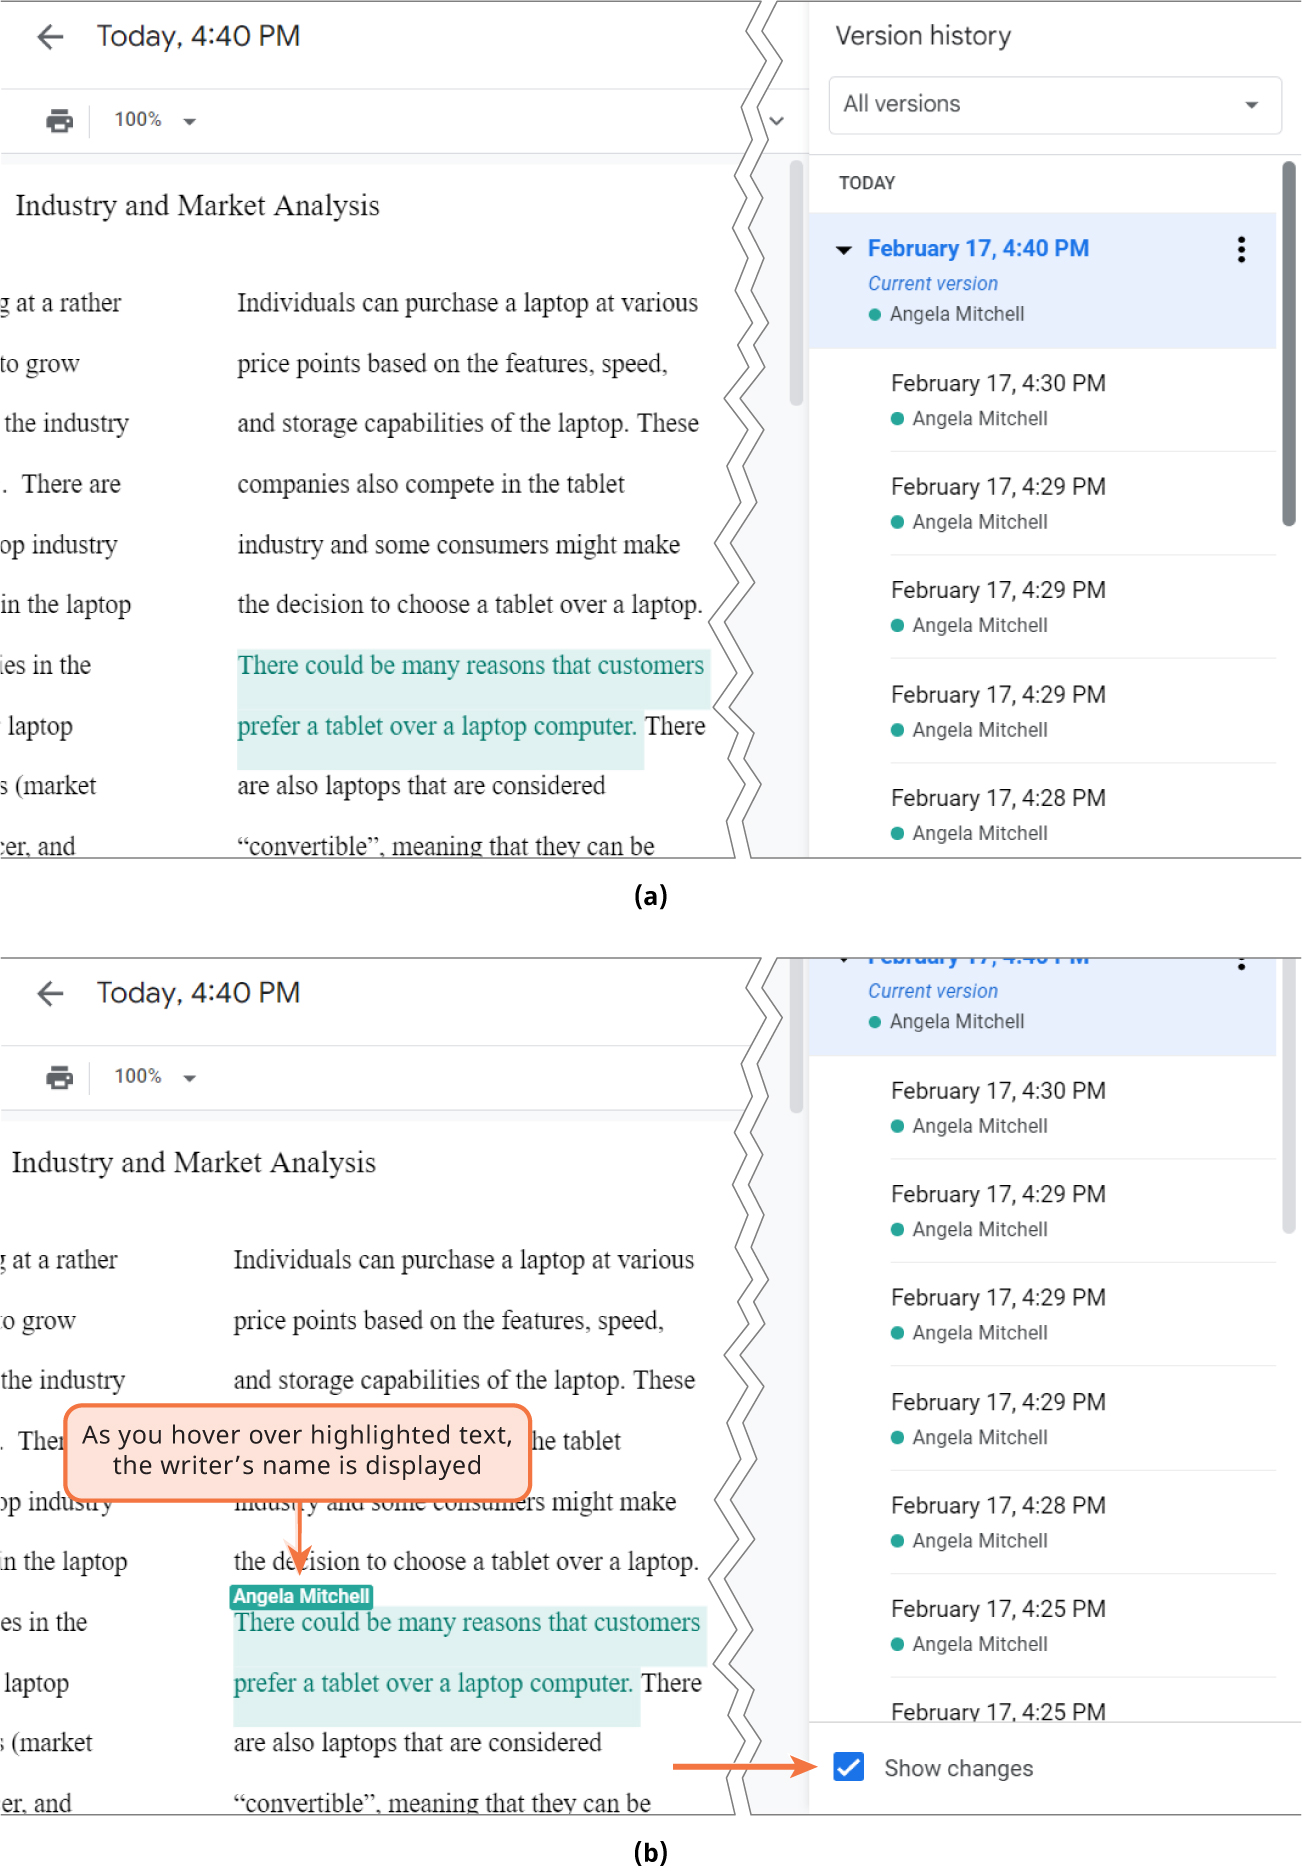 Today, 4:40 PM
100%
Industry and Market Analysis
g at a rather
to grow
the industry
. There are
op industry
in the laptop
ies in the
laptop
s (market
cer, and
Individuals can purchase a laptop at various
price points based on the features, speed,
and storage capabilities of the laptop. These
companies also compete in the tablet
industry and some consumers might make
the decision to choose a tablet over a laptop.
There could be many reasons that customers
prefer a tablet over a laptop computer. There
are also laptops that are considered
“convertible”, meaning that they can be
Version history
All versions
TODAY
February 17, 4:40 PM
Current version
Angela Mitchell
February 17, 4:30 PM
Angela Mitchell
February 17, 4:29 PM
Angela Mitchell
February 17, 4:29 PM
Angela Mitchell
February 17, 4:29 PM
Angela Mitchell
February 17, 4:28 PM
Angela Mitchell
(a)
Today, 4:40 PM
100%
Industry and Market Analysis
g at a rather
to grow
the industry
. Ther
op industry
in the laptop
es in the
laptop
s (market
er, and
Individuals can purchase a laptop at various
price points based on the features, speed,
and storage capabilities of the laptop. These
As you hover over highlighted text,
the writer’s name is displayed
he tablet
industry and some consumers might make
the decision to choose a tablet over a laptop.
Angela Mitchell
There could be many reasons that customers
prefer a tablet over a laptop computer. There
are also laptops that are considered
“convertible”, meaning that they can be
February 17, 4:40 PM
Current version
Angela Mitchell
February 17, 4:30 PM
Angela Mitchell
February 17, 4:29 PM
Angela Mitchell
February 17, 4:29 PM
Angela Mitchell
February 17, 4:29 PM
Angela Mitchell
February 17, 4:28 PM
Angela Mitchell
February 17, 4:25 PM
Angela Mitchell
February 17, 4:25 PM
Show changes
(b)